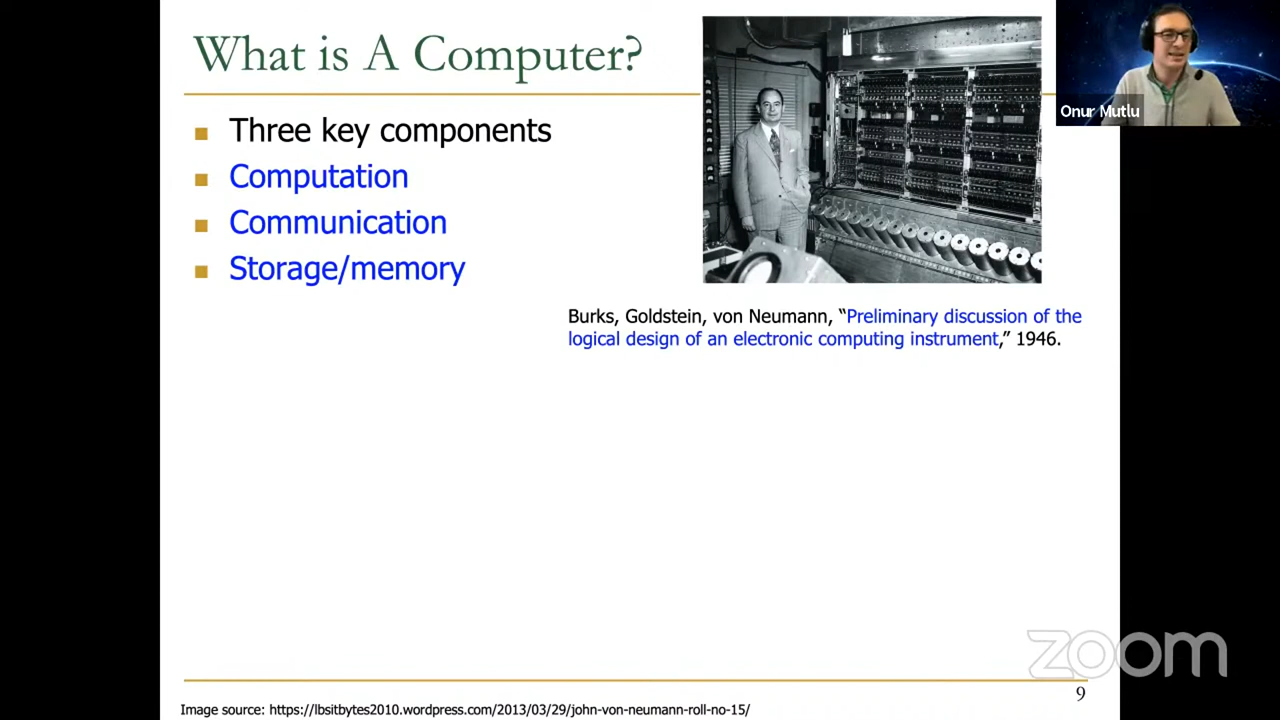 What is A Computer?
Three key components
Computation
Communication
Storage/memory
Onur Mutlu
Burks, Goldstein, von Neumann, “Preliminary discussion of the
logical design of an electronic computing instrument,” 1946.
zoom
9
Image source: https://lbsitbytes2010.wordpress.com/2013/03/29/john-von-neumann-roll-no-15/